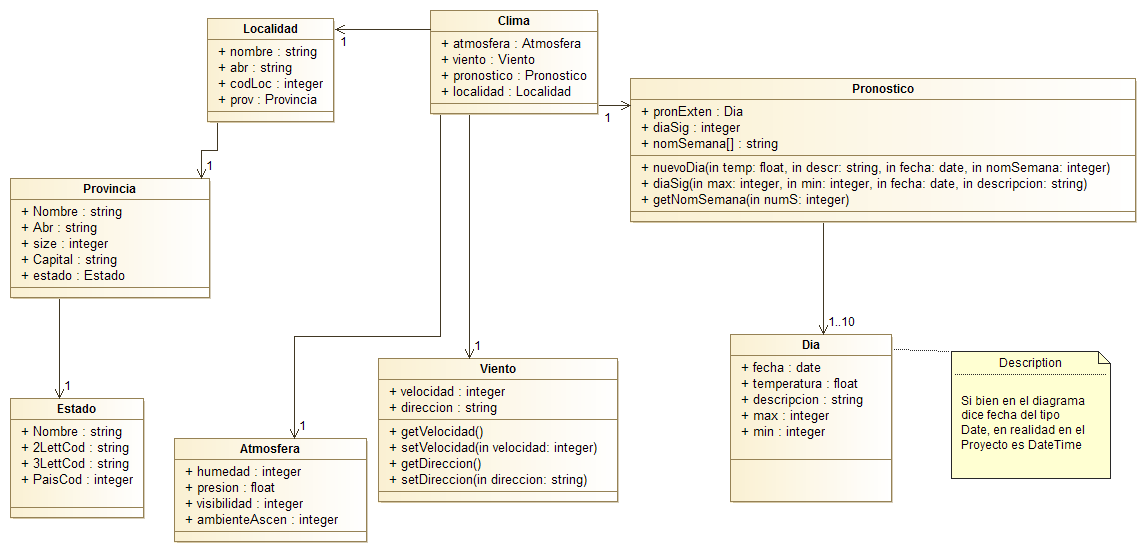 Localidad
+ nombre : string
+ abr : string
+ codLoc : integer
+ prov : Provincia
1
Clima
+ atmosfera : Atmosfera
+ viento : Viento
+ pronostico : Pronostico
+ localidad : Localidad
1
Pronostico
+ pronExten : Dia
+ diaSig : integer
+ nomSemana[] : string
+ nuevoDia(in temp: float, in descr: string, in fecha: date, in nomSemana: integer)
+ diaSig(in max: integer, in min: integer, in fecha: date, in descripcion: string)
+ getNomSemana(in numS: integer)
1
Provincia
+ Nombre : string
+ Abr : string
+ size : integer
+ Capital : string
+ estado : Estado
1
Estado
+ Nombre : string
+ 2LettCod : string
+ 3LettCod : string
+ PaisCod : integer
1
Atmosfera
+ humedad : integer
+ presion : float
+ visibilidad : integer
+ ambienteAscen : integer
1
Viento
+ velocidad : integer
+ direccion : string
+ getVelocidad()
+ setVelocidad(in velocidad: integer)
+ getDireccion()
+ setDireccion(in direccion: string)
1..10
Dia
+ fecha : date
+ temperatura : float
+ descripcion : string
+ max : integer
+ min : integer
Description
Si bien en el diagrama
dice fecha del tipo
Date, en realidad en el
Proyecto es DateTime